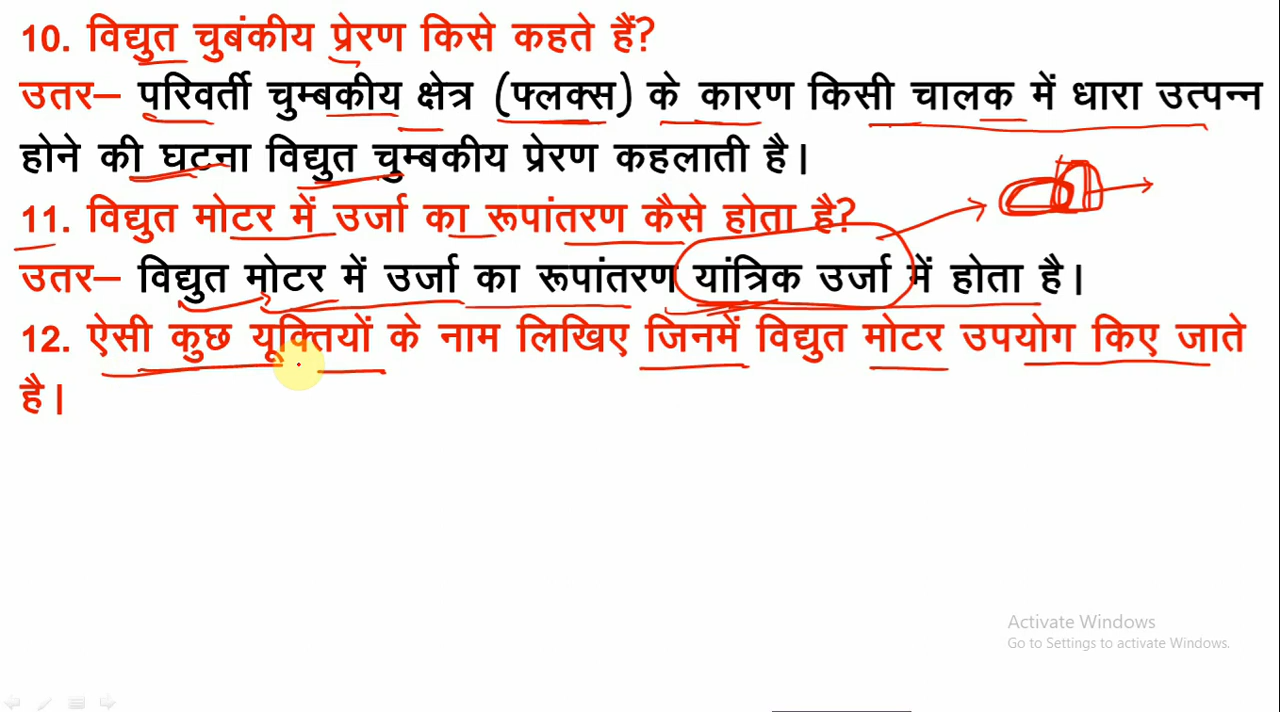 10. विद्युत चुबंकीय प्रेरण किसे कहते हैं?
उतर– परिवर्ती चुम्बकीय क्षेत्र (फ्लक्स) के कारण किसी चालक में धारा उत्पन्न
होने की घटना विद्युत चुम्बकीय प्रेरण कहलाती है।
11. विद्युत मोटर में उर्जा का रूपांतरण कैसे होता है?
उतर– विद्युत मोटर में उर्जा का रूपांतरण यांत्रिक उर्जा में होता है।
12. ऐसी कुछ यूक्तियों के नाम लिखिए जिनमें विद्युत मोटर उपयोग किए जाते
है।
Activate Windows
Go to Settings to activate Windows.